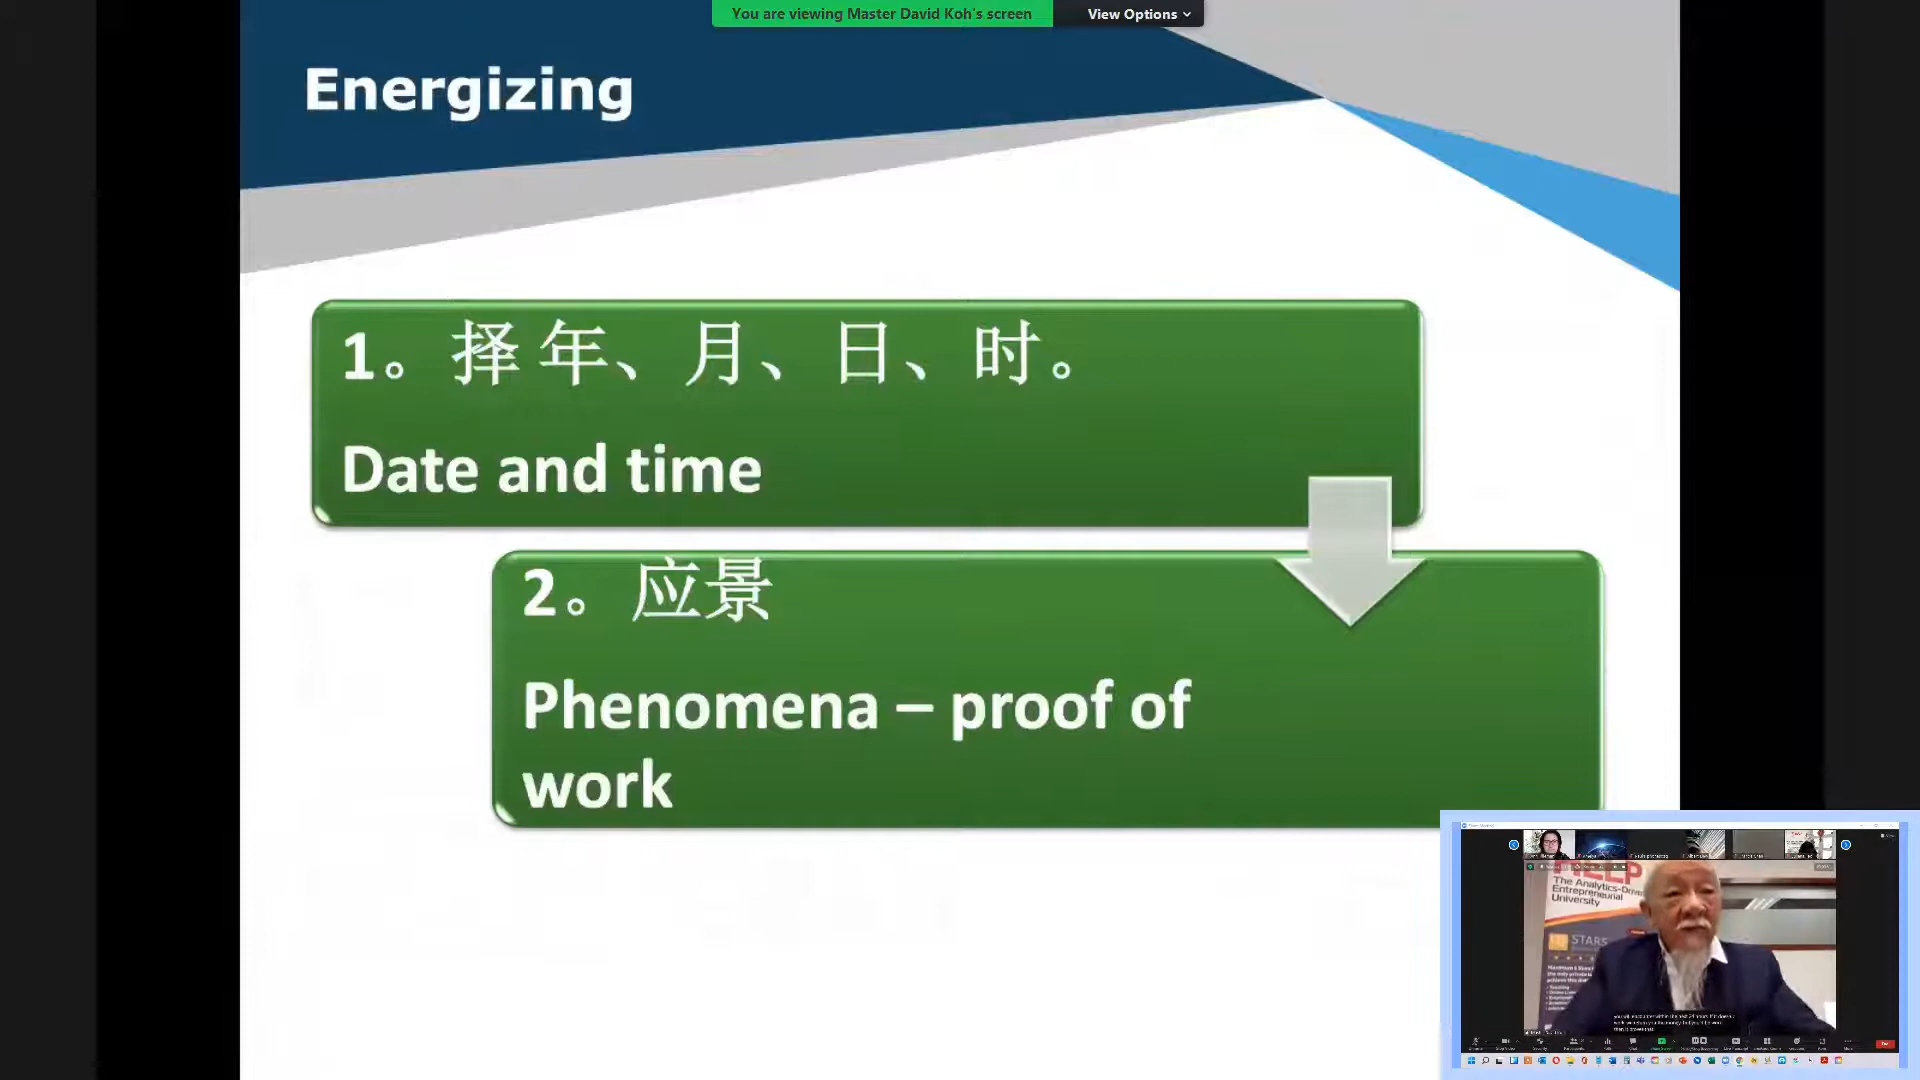 You are viewing Master David Koh's screen
View Options
Energizing
1。择 年、月、日、时。
Date and time
2。应景
Phenomena – proof of
work
HELP
The Analytics-Driven
Entrepreneurial
University
STARS